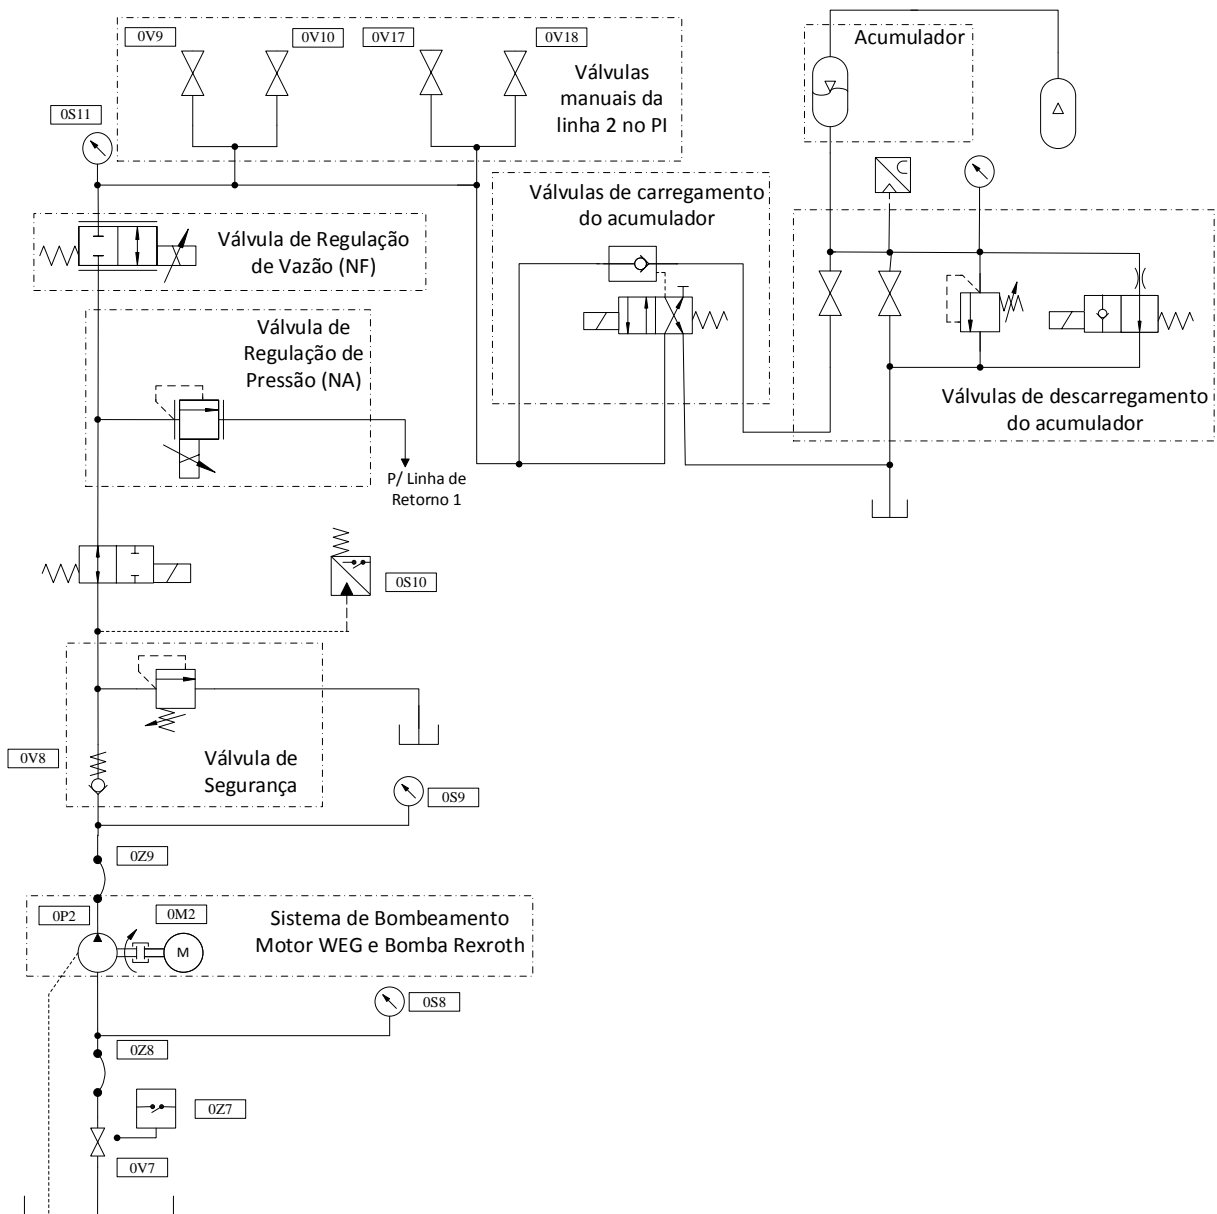 0V9
0V10
0V17
0V18
Válvulas
manuais da
linha 2 no PI
Acumulador
0S11
Válvulas de carregamento
do acumulador
Válvula de Regulação
de Vazão (NF)
Válvula de
Regulação de
Pressão (NA)
Válvulas de descarregamento
do acumulador
P/ Linha de
Retorno 1
0S10
0V8
Válvula de
Segurança
0S9
0Z9
0P2
0M2
Sistema de Bombeamento
Motor WEG e Bomba Rexroth
M
0S8
0Z8
0Z7
0V7